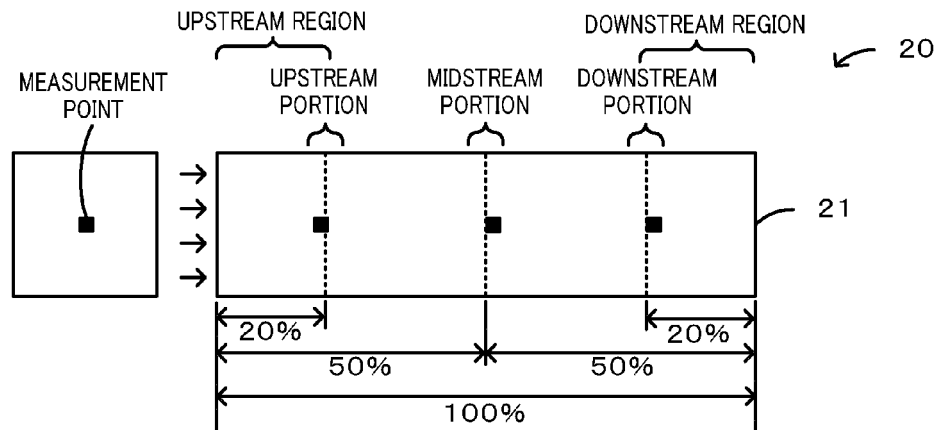 UPSTREAM REGION
DOWNSTREAM REGION
20
MEASUREMENT
POINT
UPSTREAM
PORTION
MIDSTREAM
PORTION
DOWNSTREAM
PORTION
21
20%
20%
50%
50%
100%